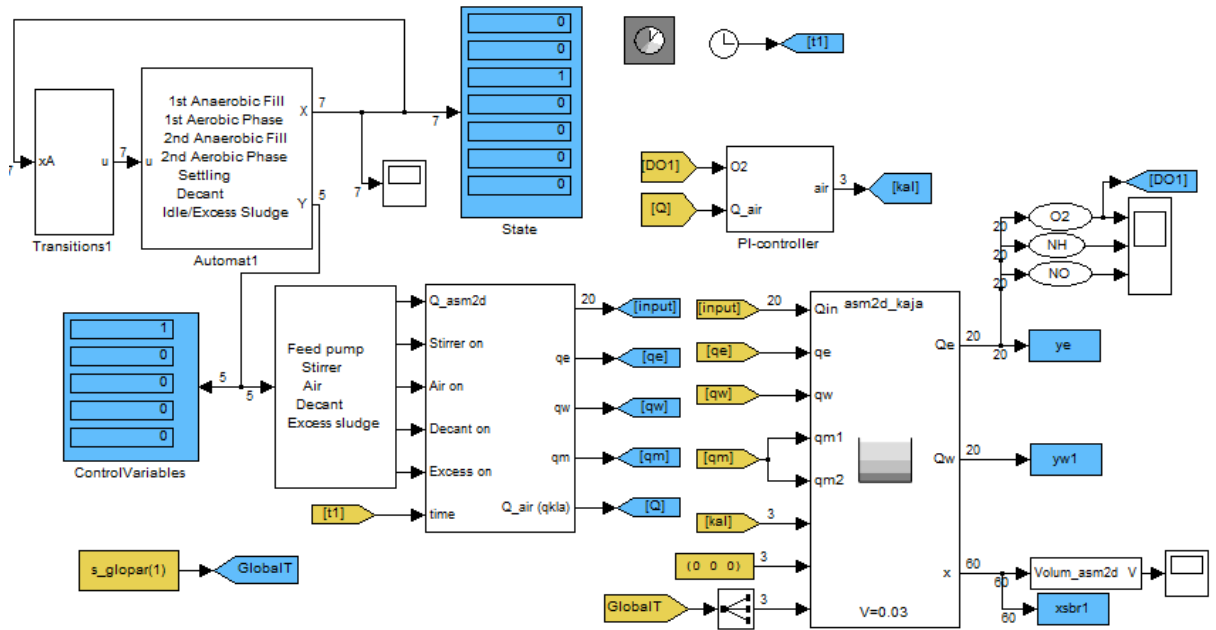 0
0
1
0
0
0
0
State
[t1]
xA
u
7
7
Transitions1
u
1st Anaerobic Fill
1st Aerobic Phase
2nd Anaerobic Fill
2nd Aerobic Phase
Settling
Decant
Idle/Excess Sludge
X
Y
Automat1
7
7
7
5
[DO1]
[Q]
O2
Q_air
air
PI-controller
3
[kal]
[DO1]
O2
NH
NO
20
20
20
1
0
0
0
0
ControlVariables
5
5
Feed pump
Stirrer
Air
Decant
Excess sludge
[t1]
Q_asm2d
Stirrer on
Air on
Decant on
Excess on
time
qe
qw
qm
Q_air (qkla)
20
[input]
[qe]
[qw]
[qm]
[Q]
[input]
[qe]
[qw]
[qm]
[kal]
(0 0 0)
GlobalT
20
3
3
3
asm2d_kaja
Qin
qe
qw
qm1
qm2
Qe
Qw
x
V=0.03
20
20
ye
20
yw1
60
60
60
Volum_asm2d V
xsbr1
s_glopar(1)
GlobalT